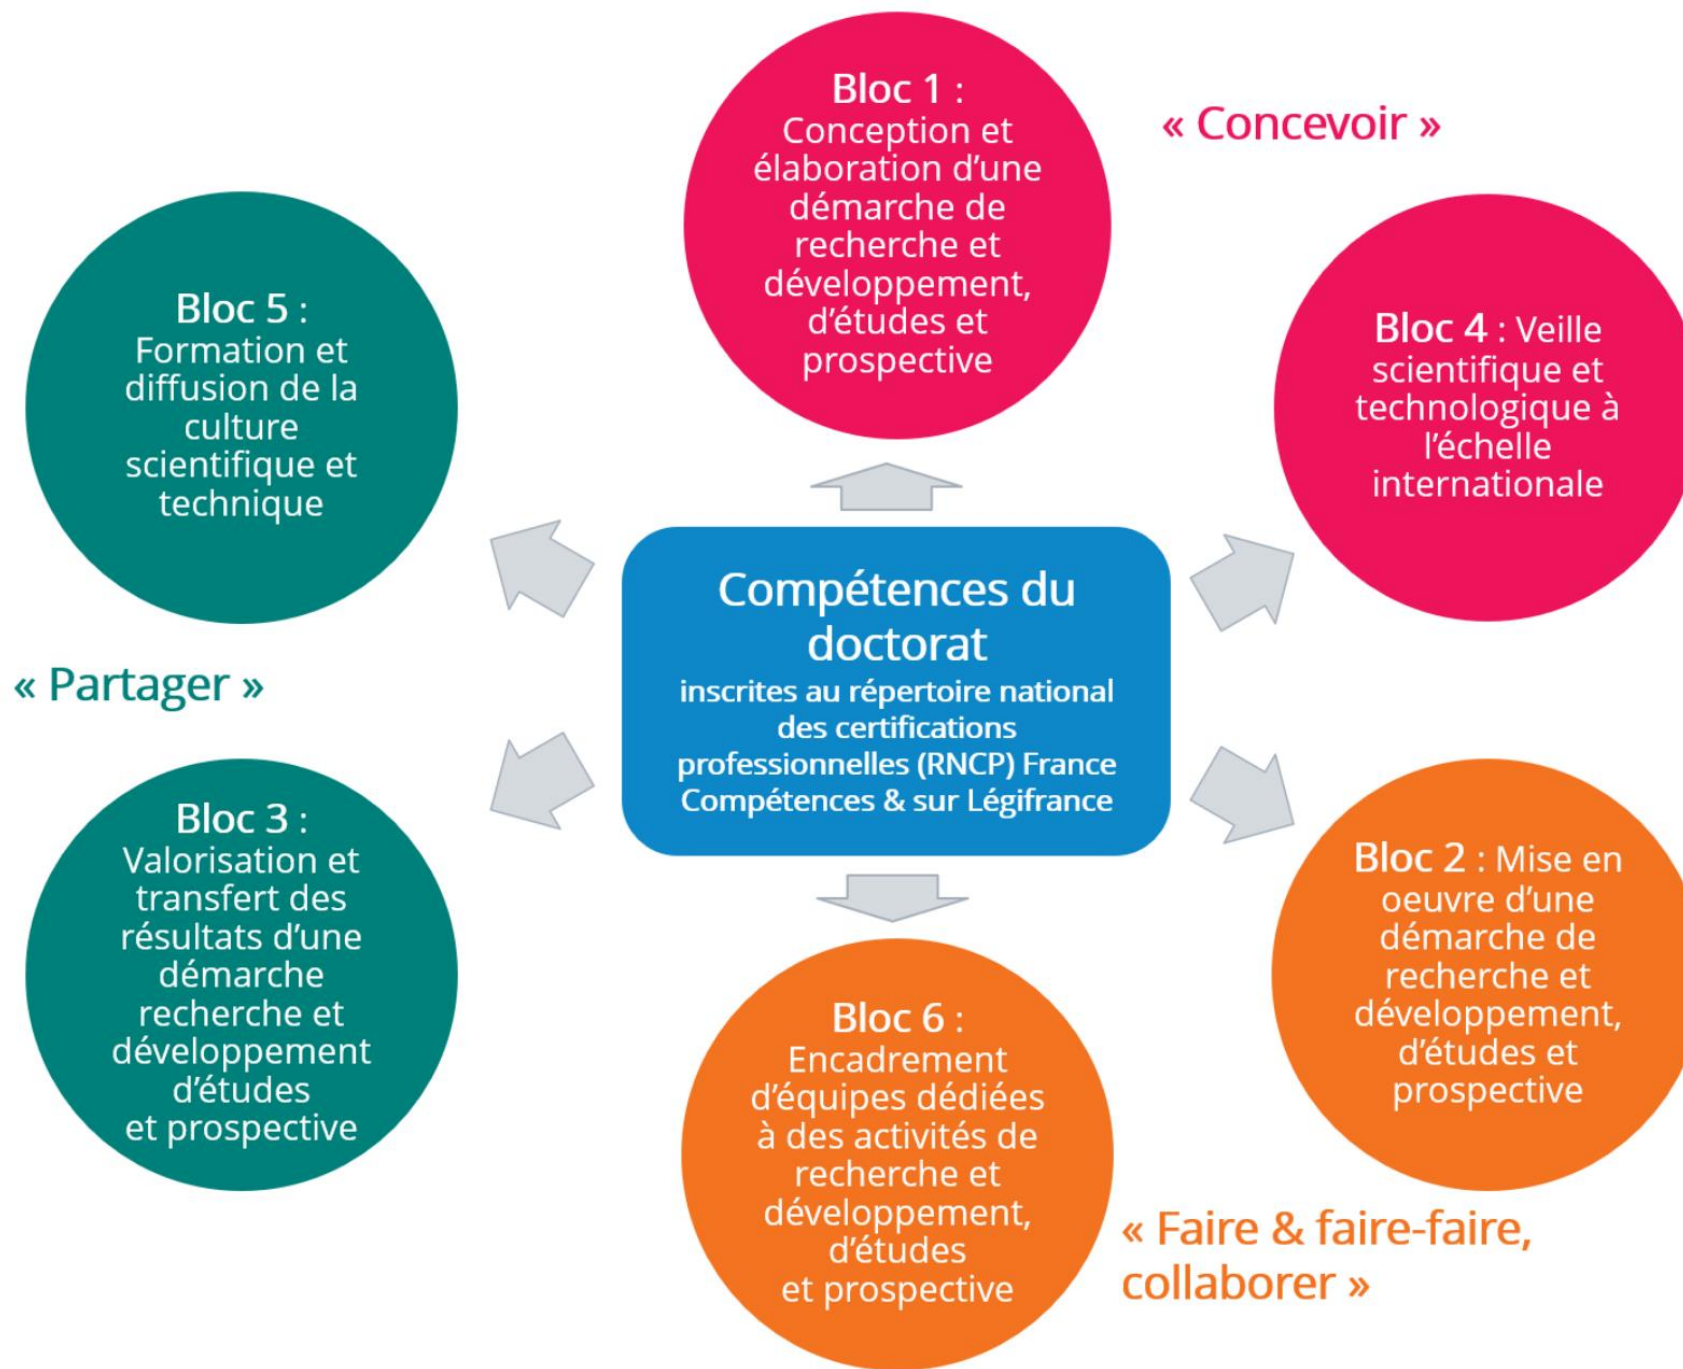 Bloc 1 :
Conception et
élaboration d’une
démarche de
recherche et
développement,
d’études et
prospective
« Concevoir »
Bloc 5 :
Formation et
diffusion de la
culture
scientifique et
technique
Bloc 4 : Veille
scientifique et
technologique à
l’échelle
internationale
Compétences du
doctorat
inscrites au répertoire national
des certifications
professionnelles (RNCP) France
Compétences & sur Légifrance
« Partager »
Bloc 3 :
Valorisation et
transfert des
résultats d’une
démarche
recherche et
développement
d’études
et prospective
Bloc 2 : Mise en
oeuvre d’une
démarche de
recherche et
développement,
d’études et
prospective
Bloc 6 :
Encadrement
d’équipes dédiées
à des activités de
recherche et
développement,
d’études
et prospective
« Faire & faire-faire,
collaborer »